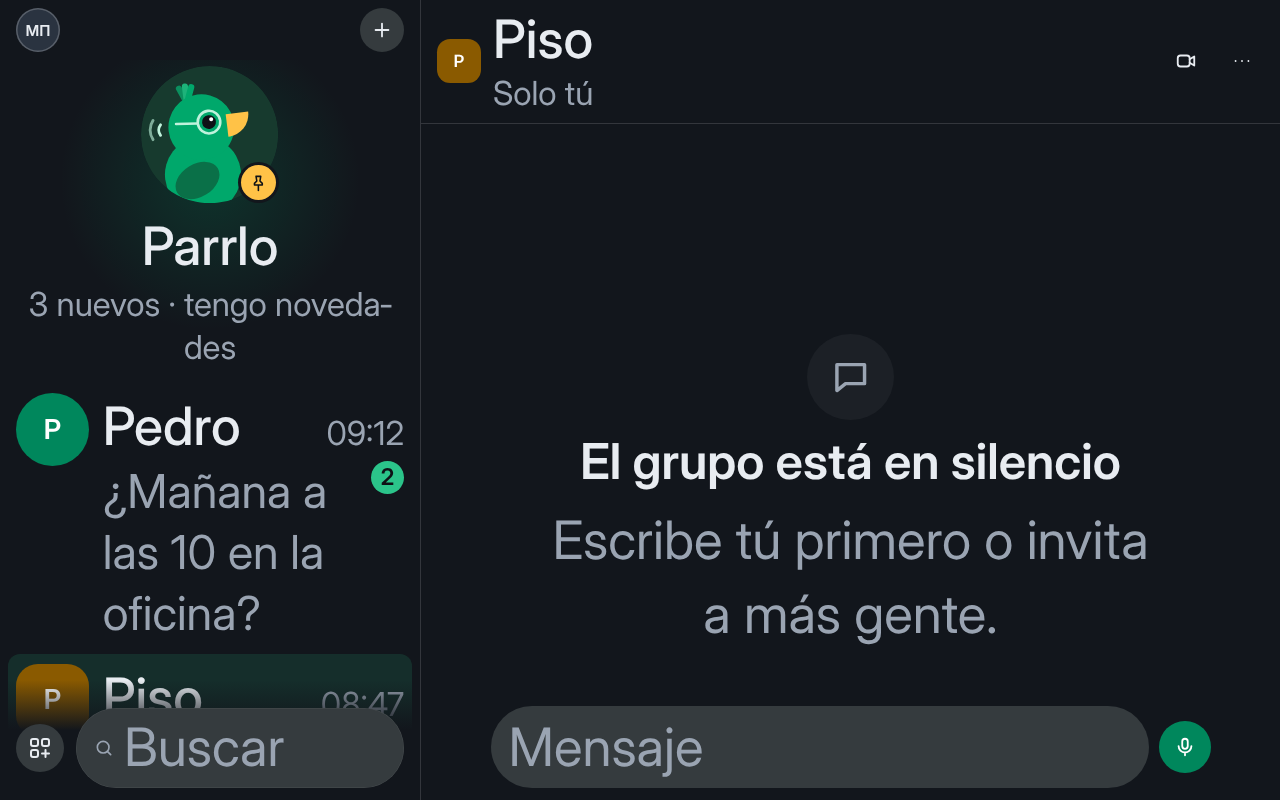 МП
Parrlo
3 nuevos · tengo noveda-
des
P
Pedro
09:12
¿Mañana a
2
las 10 en la
oficina?
P
Piso
08:47
Buscar
P
Piso
Solo tú
El grupo está en silencio
Escribe tú primero o invita
a más gente.
Mensaje